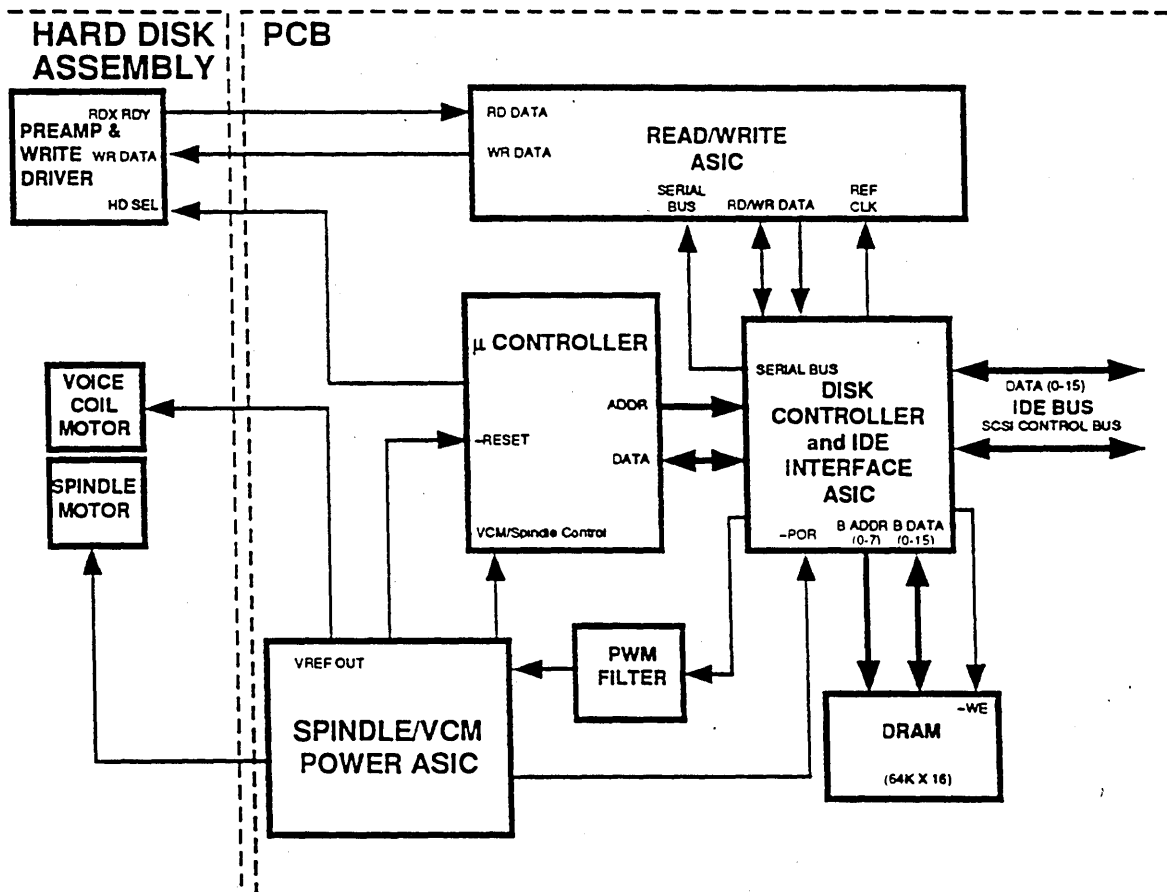 HARD DISK
ASSEMBLY
PCB
RDX RDY
PREAMP &
WRITE
WR DATA
DRIVER
HD SEL
RD DATA
READ/WRITE
ASIC
WR DATA
SERIAL
BUS
RD/WR DATA
REF
CLK
VOICE
COIL
MOTOR
SPINDLE
MOTOR
μ CONTROLLER
ADDR
–RESET
DATA
VCM/Spindle Control
SERIAL BUS
DISK
CONTROLLER
and IDE
INTERFACE
ASIC
–POR
B ADDR
(0-7)
B DATA
(0-15)
DATA (0-15)
IDE BUS
SCSI CONTROL BUS
VREF OUT
SPINDLE/VCM
POWER ASIC
PWM
FILTER
–WE
DRAM
(64K X 16)